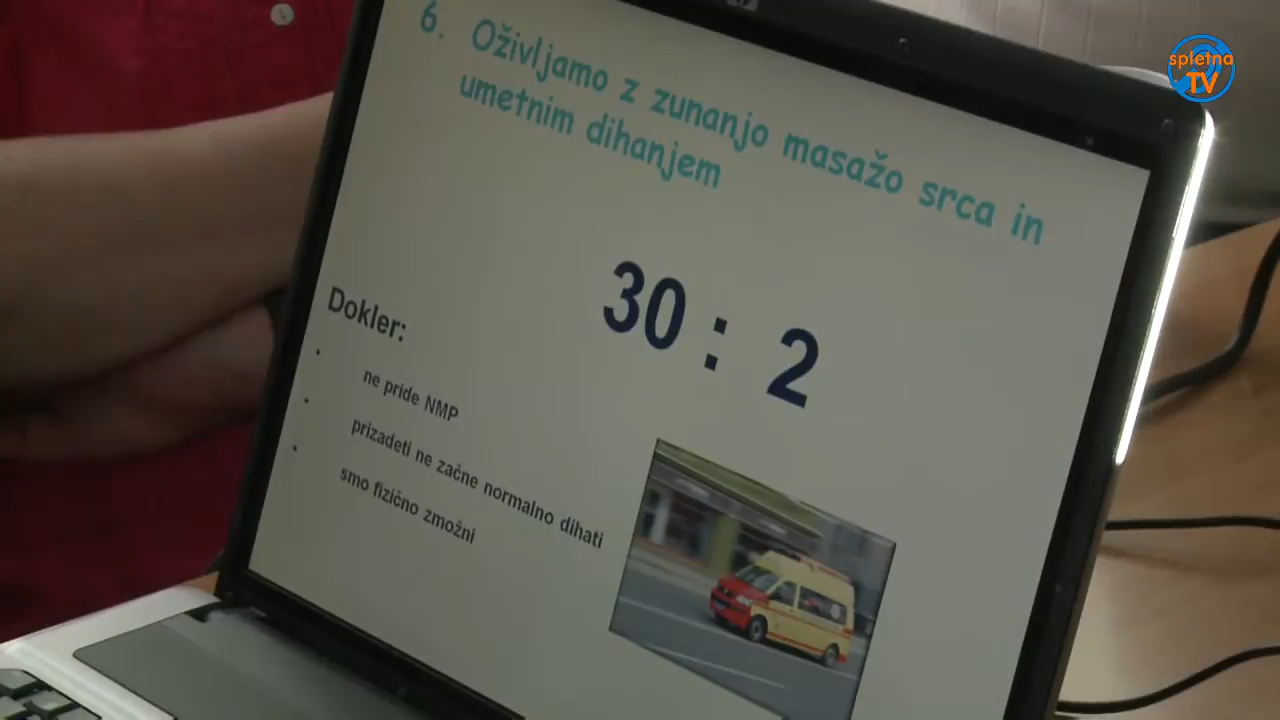 spletna
TV
6. Oživljamo z zunanjo masažo srca in
umetnim dihanjem
30 : 2
Dokler:
• ne pride NMP
• prizadeti ne začne normalno dihati
• smo fizično zmožni